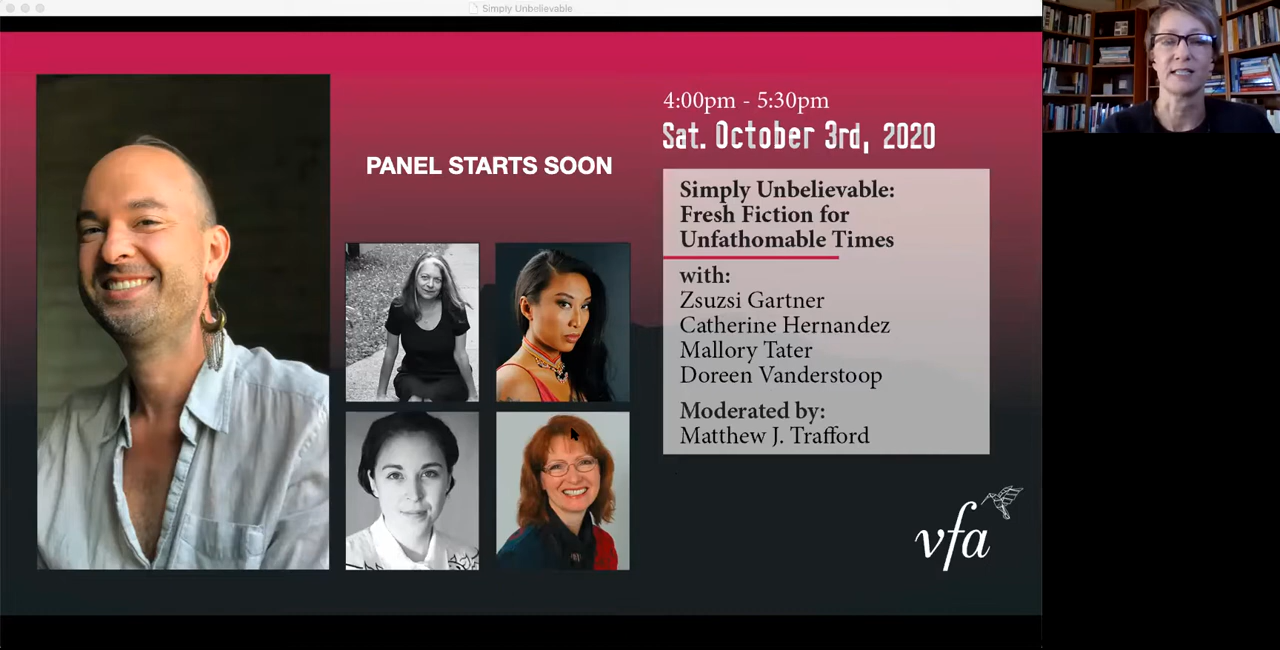 Simply Unbelievable
4:00pm - 5:30pm
Sat. October 3rd, 2020
PANEL STARTS SOON
Simply Unbelievable:
Fresh Fiction for
Unfathomable Times
with:
Zsuzsi Gartner
Catherine Hernandez
Mallory Tater
Doreen Vanderstoop
Moderated by:
Matthew J. Trafford
vfa